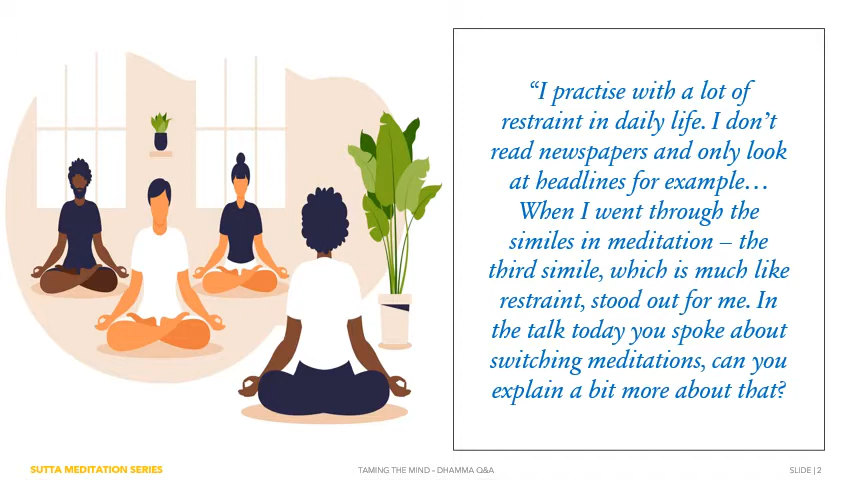 “I practise with a lot of
restraint in daily life. I don’t
read newspapers and only look
at headlines for example…
When I went through the
similes in meditation – the
third simile, which is much like
restraint, stood out for me. In
the talk today you spoke about
switching meditations, can you
explain a bit more about that?
SUTTA MEDITATION SERIES
TAMING THE MIND – DHAMMA Q&A
SLIDE | 2